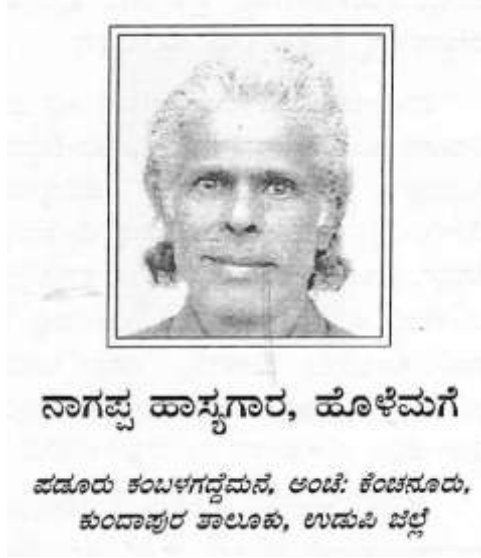 ನಾಗಪ್ಪ ಹಾಸ್ಯಗಾರ, ಹೊಳೆಮಗೆ
ಪಡೂರು ಕಂಬಳಗದ್ದೆಮನೆ, ಅಂಚೆ: ಕೆಂಚನೂರು,
ಕುಂದಾಪುರ ತಾಲೂಕು, ಉಡುಪಿ ಜಿಲ್ಲೆ